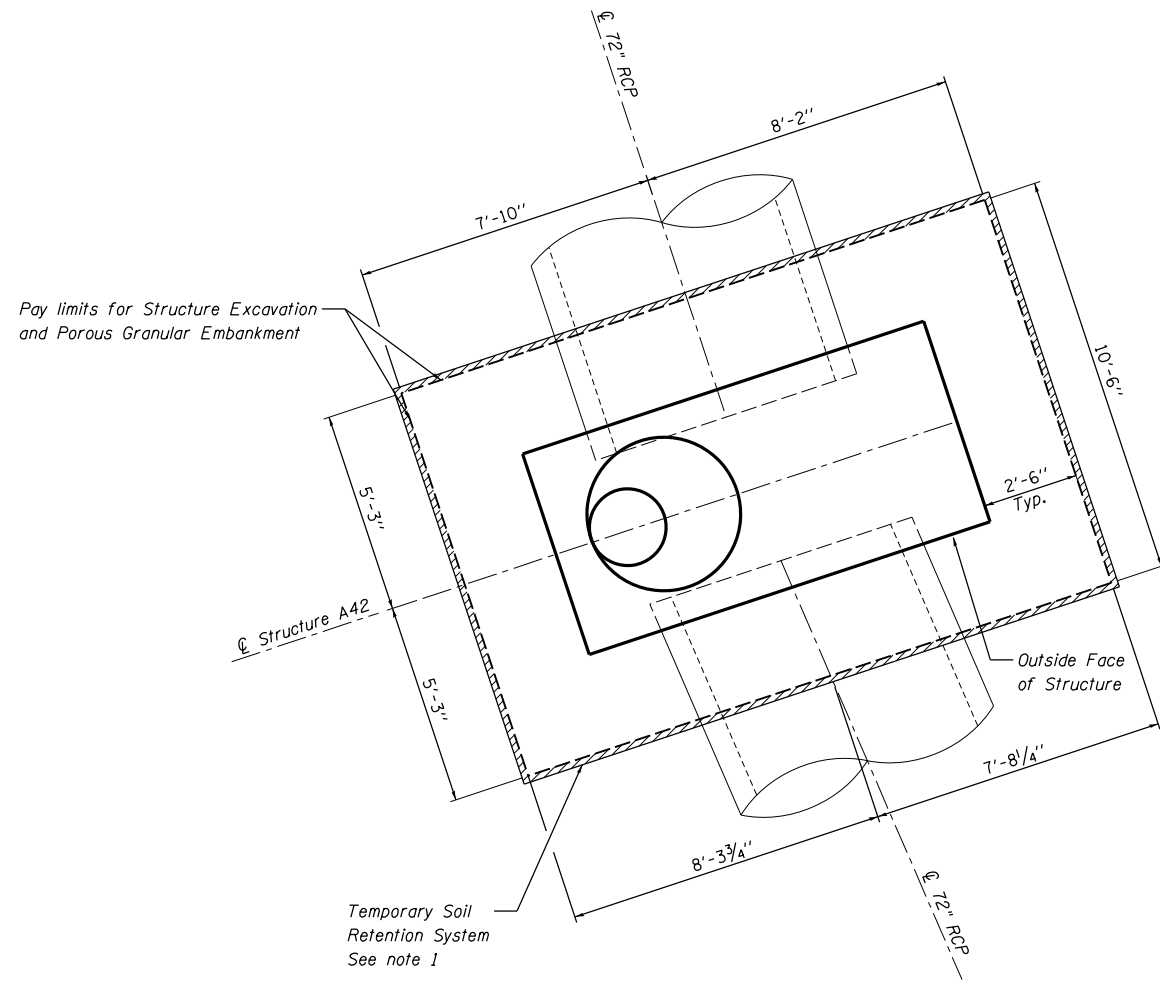 ℄ 72" RCP
8'-2"
7'-10"
Pay limits for Structure Excavation
and Porous Granular Embankment
10'-6"
5'-3"
2'-6"
Typ.
℄ Structure A42
5'-3"
Outside Face
of Structure
7'-8¼"
8'-3¾"
℄ 72" RCP
Temporary Soil
Retention System
See note 1